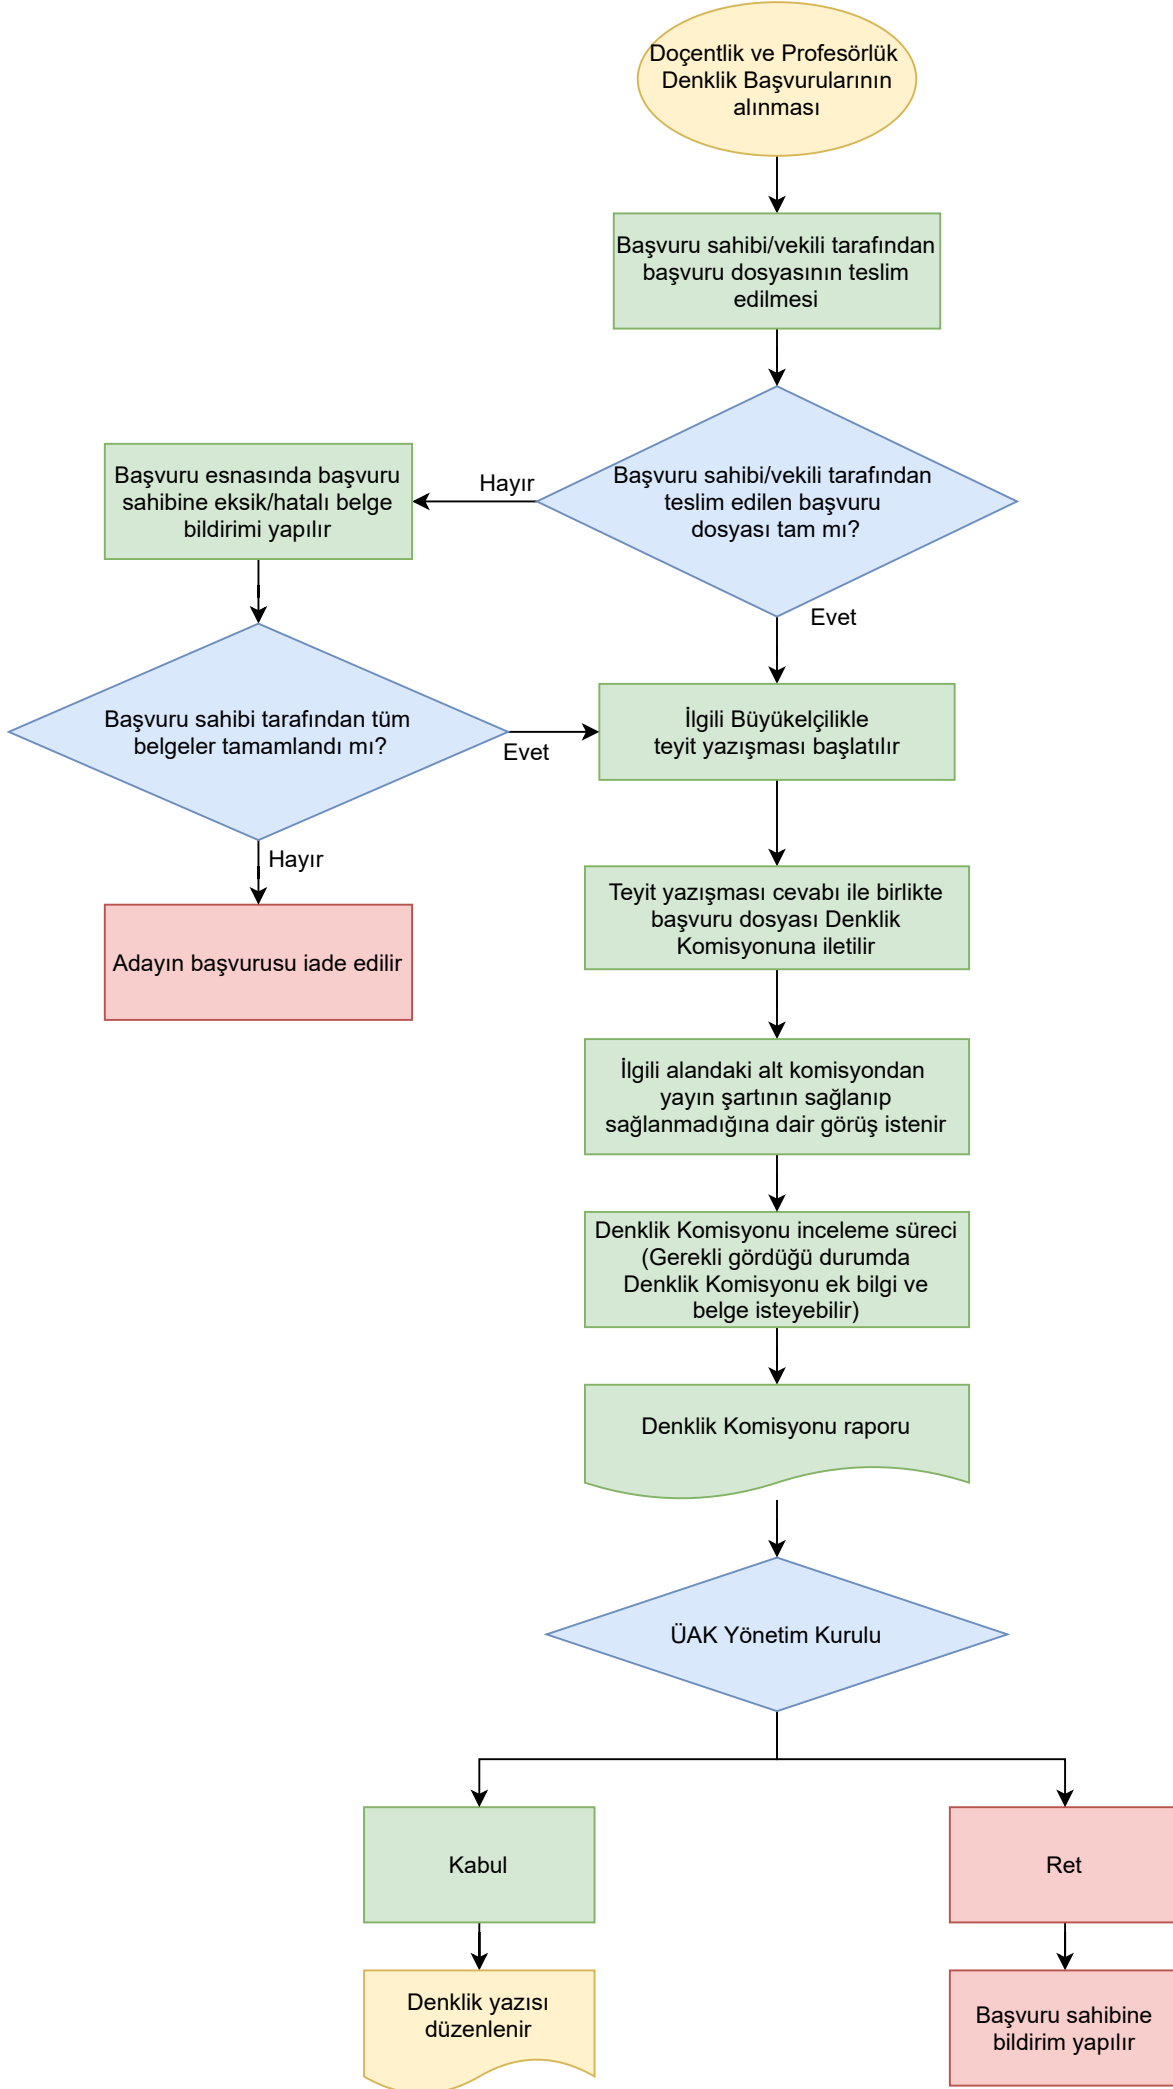 Doçentlik ve Profesörlük
Denklik Başvurularının
alınması
Başvuru sahibi/vekili tarafından
başvuru dosyasının teslim
edilmesi
Başvuru sahibi/vekili tarafından
teslim edilen başvuru
dosyası tam mı?
Hayır
Başvuru esnasında başvuru
sahibine eksik/hatalı belge
bildirimi yapılır
Evet
Başvuru sahibi tarafından tüm
belgeler tamamlandı mı?
Evet
İlgili Büyükelçilikle
teyit yazışması başlatılır
Hayır
Adayın başvurusu iade edilir
Teyit yazışması cevabı ile birlikte
başvuru dosyası Denklik
Komisyonuna iletilir
İlgili alandaki alt komisyondan
yayın şartının sağlanıp
sağlanmadığına dair görüş istenir
Denklik Komisyonu inceleme süreci
(Gerekli gördüğü durumda
Denklik Komisyonu ek bilgi ve
belge isteyebilir)
Denklik Komisyonu raporu
ÜAK Yönetim Kurulu
Kabul
Ret
Denklik yazısı
düzenlenir
Başvuru sahibine
bildirim yapılır